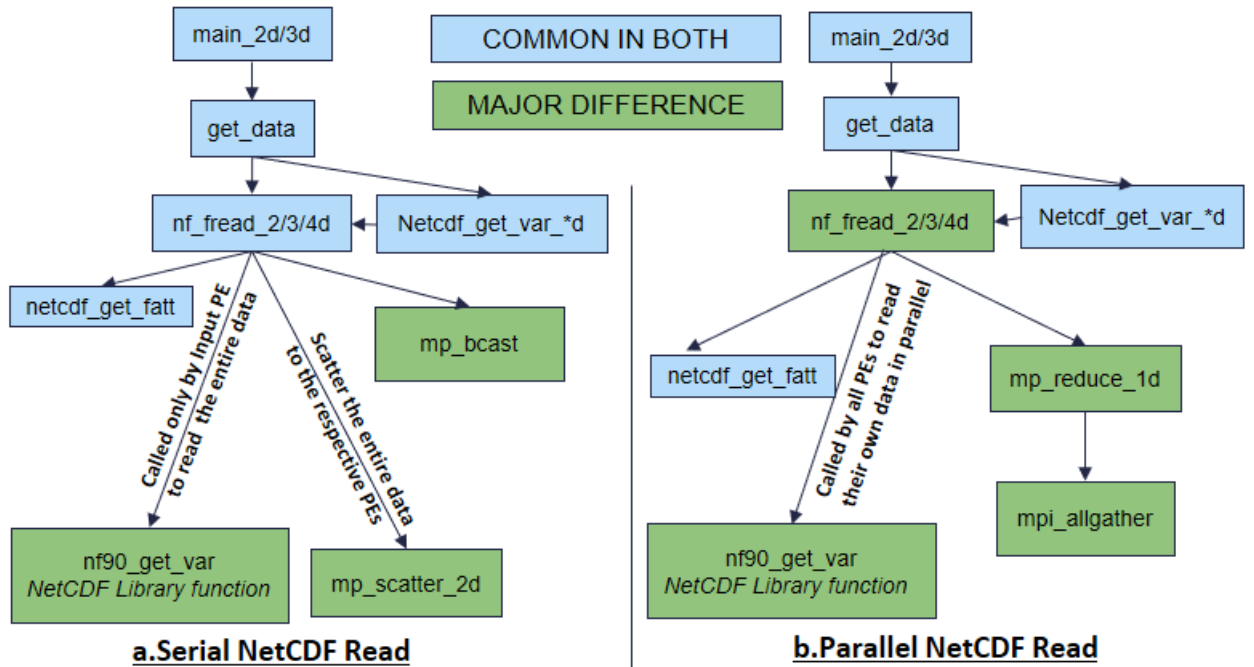 main_2d/3d
COMMON IN BOTH
main_2d/3d
MAJOR DIFFERENCE
get_data
get_data
nf_fread_2/3/4d
Netcdf_get_var_*d
nf_fread_2/3/4d
Netcdf_get_var_*d
netcdf_get_fatt
Called only by Input PE
to read the entire data
Scatter the entire data
to the respective PEs
mp_bcast
netcdf_get_fatt
Called by all PEs to read
their own data in parallel
mp_reduce_1d
nf90_get_var
NetCDF Library function
mp_scatter_2d
nf90_get_var
NetCDF Library function
mpi_allgather
a.Serial NetCDF Read
b.Parallel NetCDF Read